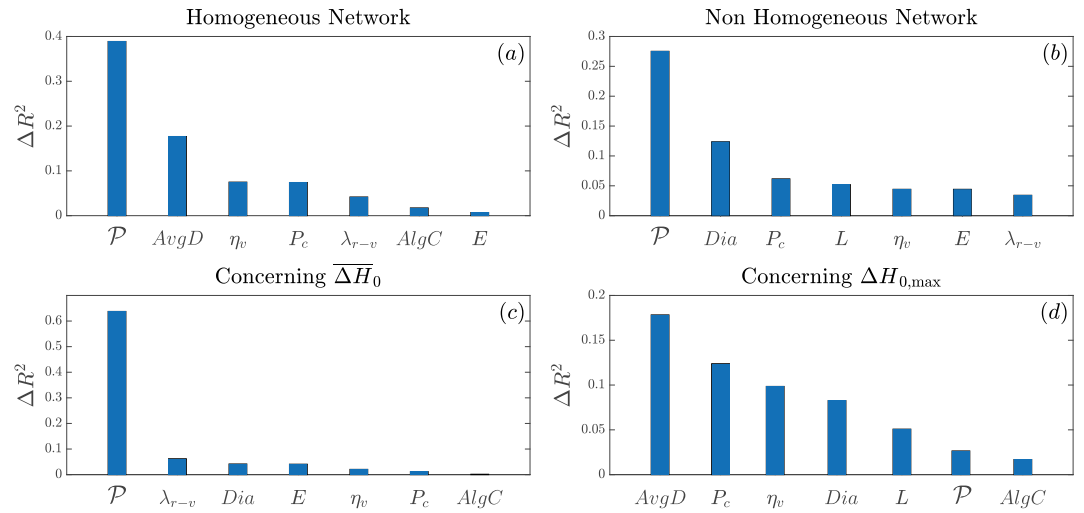 Homogeneous Network
(a)
ΔR²
0.4
0.3
0.2
0.1
0
𝒫 AvgD η_v P_c λ_{r−v} AlgC E
Non Homogeneous Network
(b)
ΔR²
0.3
0.25
0.2
0.15
0.1
0.05
0
𝒫 Dia P_c L η_v E λ_{r−v}
Concerning \overline{ΔH}_0
(c)
ΔR²
0.6
0.5
0.4
0.3
0.2
0.1
0
𝒫 λ_{r−v} Dia E η_v P_c AlgC
Concerning ΔH_{0,max}
(d)
ΔR²
0.2
0.15
0.1
0.05
0
AvgD P_c η_v Dia L 𝒫 AlgC